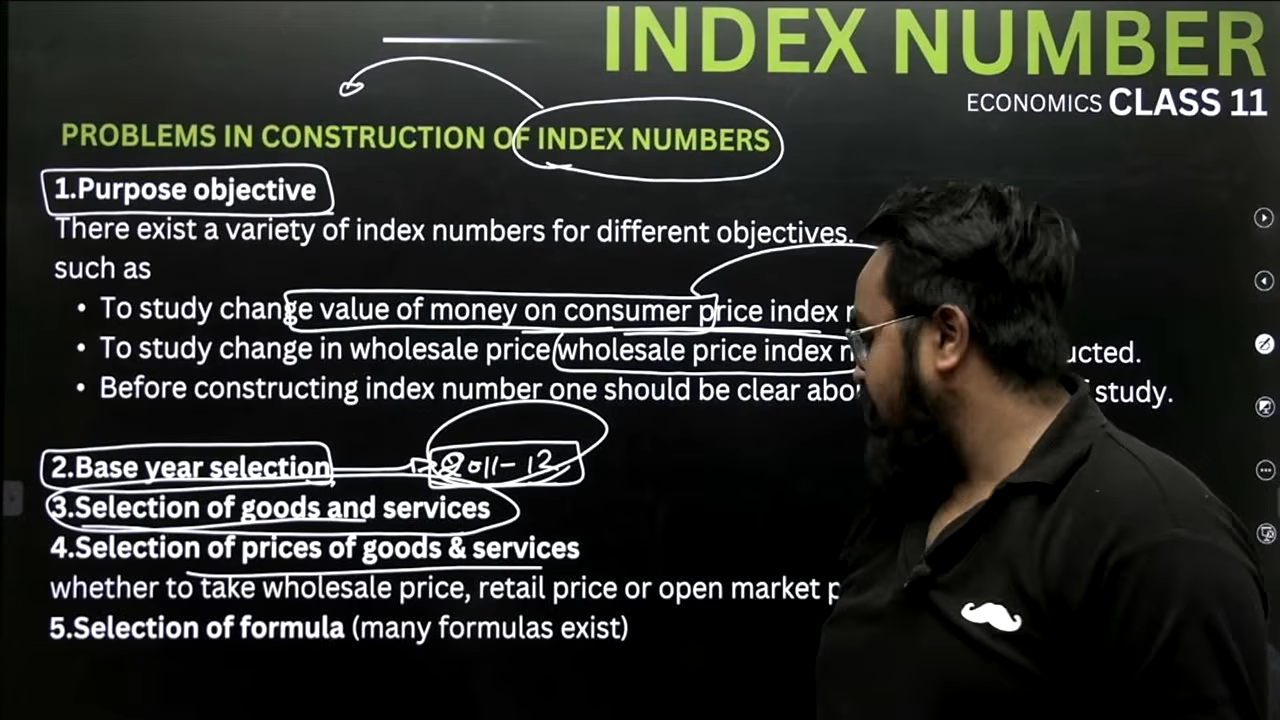 INDEX NUMBER
ECONOMICS CLASS 11
PROBLEMS IN CONSTRUCTION OF INDEX NUMBERS
1.Purpose objective
There exist a variety of index numbers for different objectives.
such as
• To study change value of money on consumer price index
• To study change in wholesale price wholesale price index
• Before constructing index number one should be clear study.
2.Base year selection 2011-12
3.Selection of goods and services
4.Selection of prices of goods & services
whether to take wholesale price, retail price or open market
5.Selection of formula (many formulas exist)